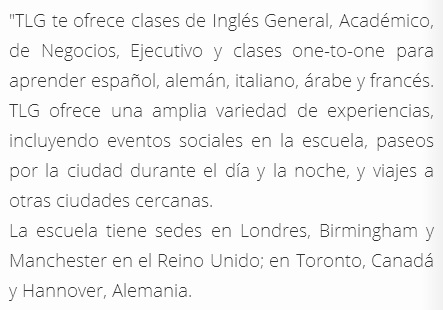 "TLG te ofrece clases de Inglés General, Académico,
de Negocios, Ejecutivo y clases one-to-one para
aprender español, alemán, italiano, árabe y francés.
TLG ofrece una amplia variedad de experiencias,
incluyendo eventos sociales en la escuela, paseos
por la ciudad durante el día y la noche, y viajes a
otras ciudades cercanas.
La escuela tiene sedes en Londres, Birmingham y
Manchester en el Reino Unido; en Toronto, Canadá
y Hannover, Alemania.